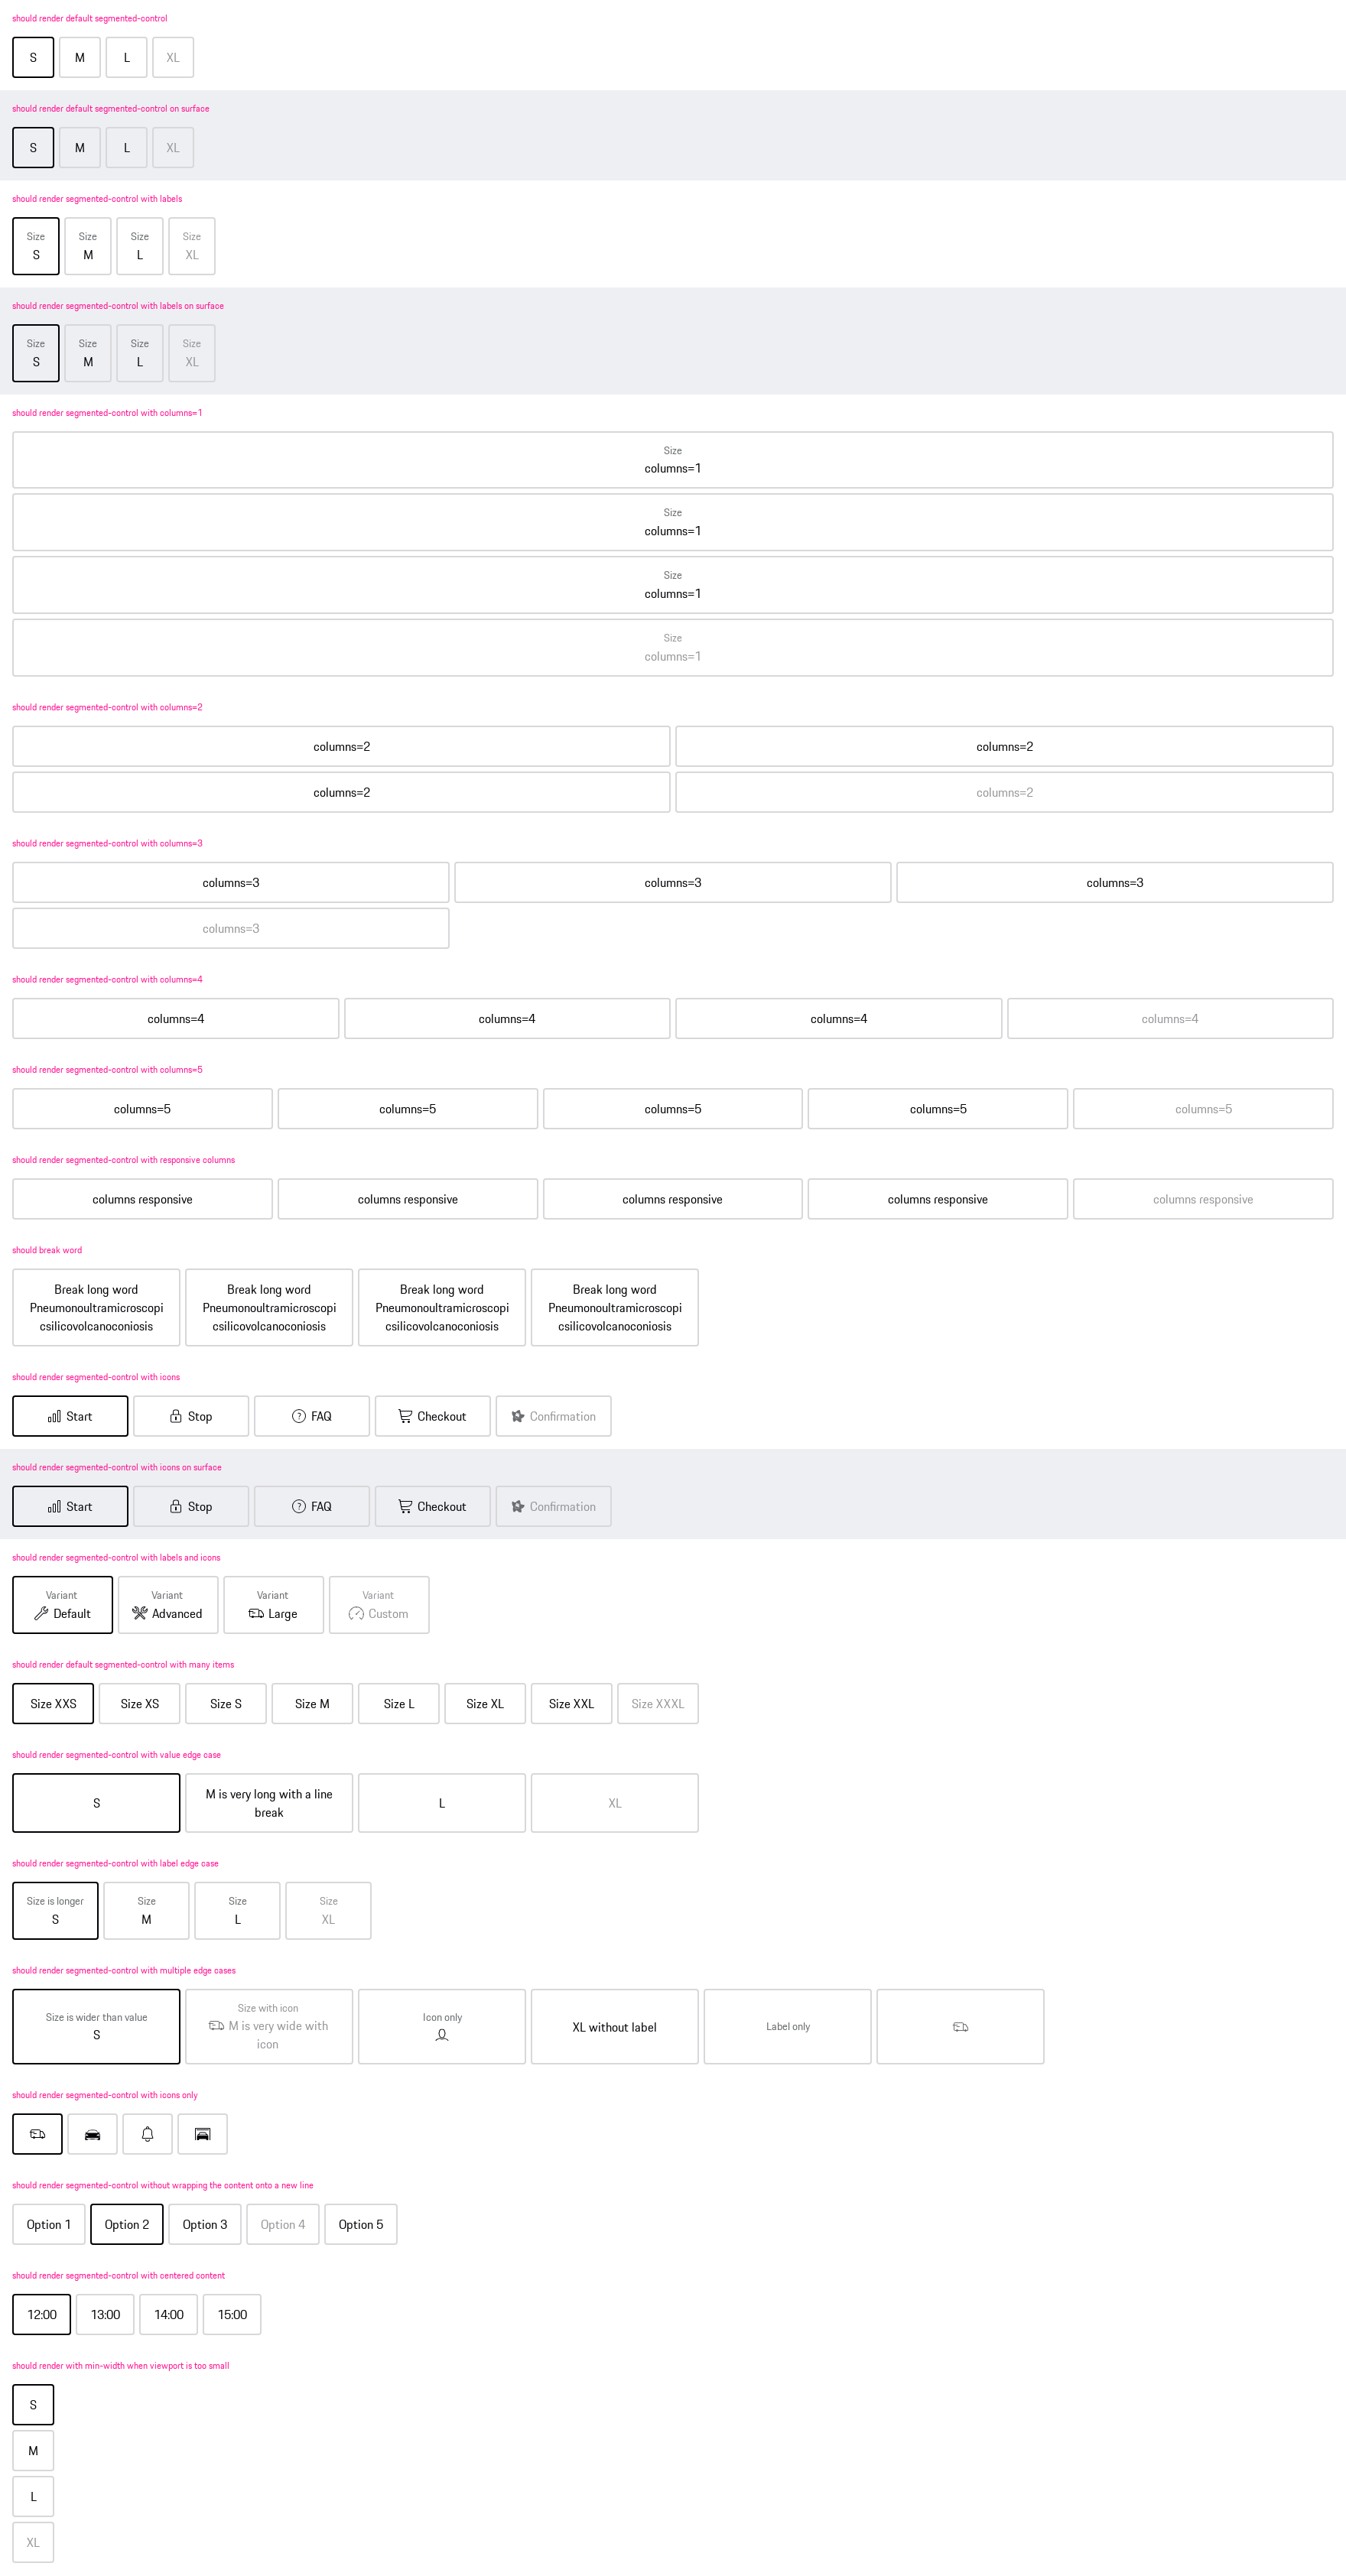 should render default segmented-control
S M L XL
should render default segmented-control on surface
S M L XL
should render segmented-control with labels
Size Size Size Size
S M L XL
should render segmented-control with labels on surface
Size Size Size Size
S M L XL
should render segmented-control with columns=1
Size
columns=1
Size
columns=1
Size
columns=1
Size
columns=1
should render segmented-control with columns=2
columns=2 columns=2
columns=2 columns=2
should render segmented-control with columns=3
columns=3 columns=3 columns=3
columns=3
should render segmented-control with columns=4
columns=4 columns=4 columns=4 columns=4
should render segmented-control with columns=5
columns=5 columns=5 columns=5 columns=5 columns=5
should render segmented-control with responsive columns
columns responsive columns responsive columns responsive columns responsive columns responsive
should break word
Break long word Break long word Break long word Break long word
Pneumonoultramicroscopi Pneumonoultramicroscopi Pneumonoultramicroscopi Pneumonoultramicroscopi
csilicovolcanoconiosis csilicovolcanoconiosis csilicovolcanoconiosis csilicovolcanoconiosis
should render segmented-control with icons
Start Stop FAQ Checkout Confirmation
should render segmented-control with icons on surface
Start Stop FAQ Checkout Confirmation
should render segmented-control with labels and icons
Variant Variant Variant Variant
Default Advanced Large Custom
should render default segmented-control with many items
Size XXS Size XS Size S Size M Size L Size XL Size XXL Size XXXL
should render segmented-control with value edge case
S M is very long with a line L XL
break
should render segmented-control with label edge case
Size is longer Size Size Size
S M L XL
should render segmented-control with multiple edge cases
Size is wider than value Size with icon Icon only XL without label Label only
S M is very wide with
icon
should render segmented-control with icons only
should render segmented-control without wrapping the content onto a new line
Option 1 Option 2 Option 3 Option 4 Option 5
should render segmented-control with centered content
12:00 13:00 14:00 15:00
should render with min-width when viewport is too small
S
M
L
XL